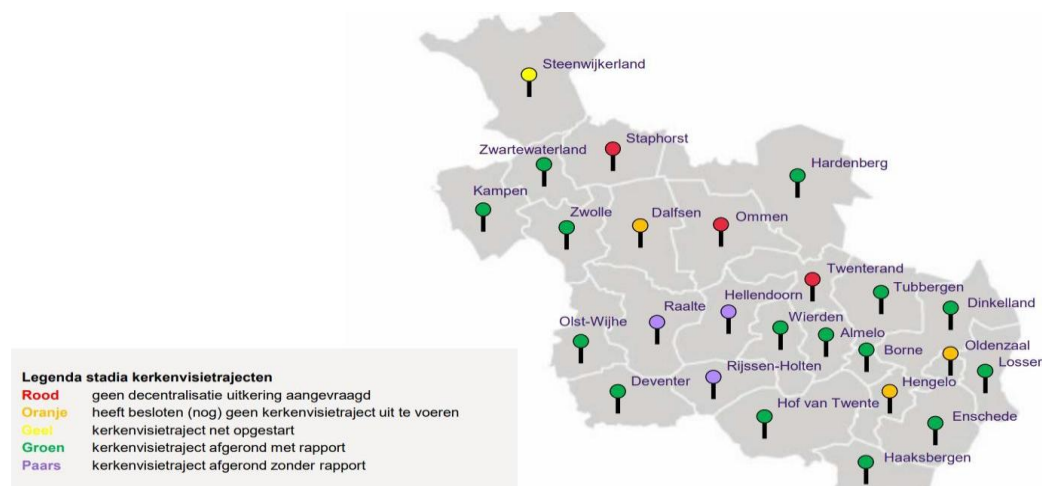 Steenwijkerland
Staphorst
Zwartewaterland
Hardenberg
Kampen
Zwolle
Dalfsen
Ommen
Twenterand
Tubbergen
Hellendoorn
Dinkelland
Raalte
Olst-Wijhe
Wierden
Almelo
Oldenzaal
Borne
Losser
Rijssen-Holten
Legenda stadia kerkenvisietrajecten
Deventer
Hengelo
Rood geen decentralisatie uitkering aangevraagd
Hof van Twente
Oranje heeft besloten (nog) geen kerkenvisietraject uit te voeren
Enschede
Geel kerkenvisietraject net opgestart
Groen kerkenvisietraject afgerond met rapport
Haaksbergen
Paars kerkenvisietraject afgerond zonder rapport